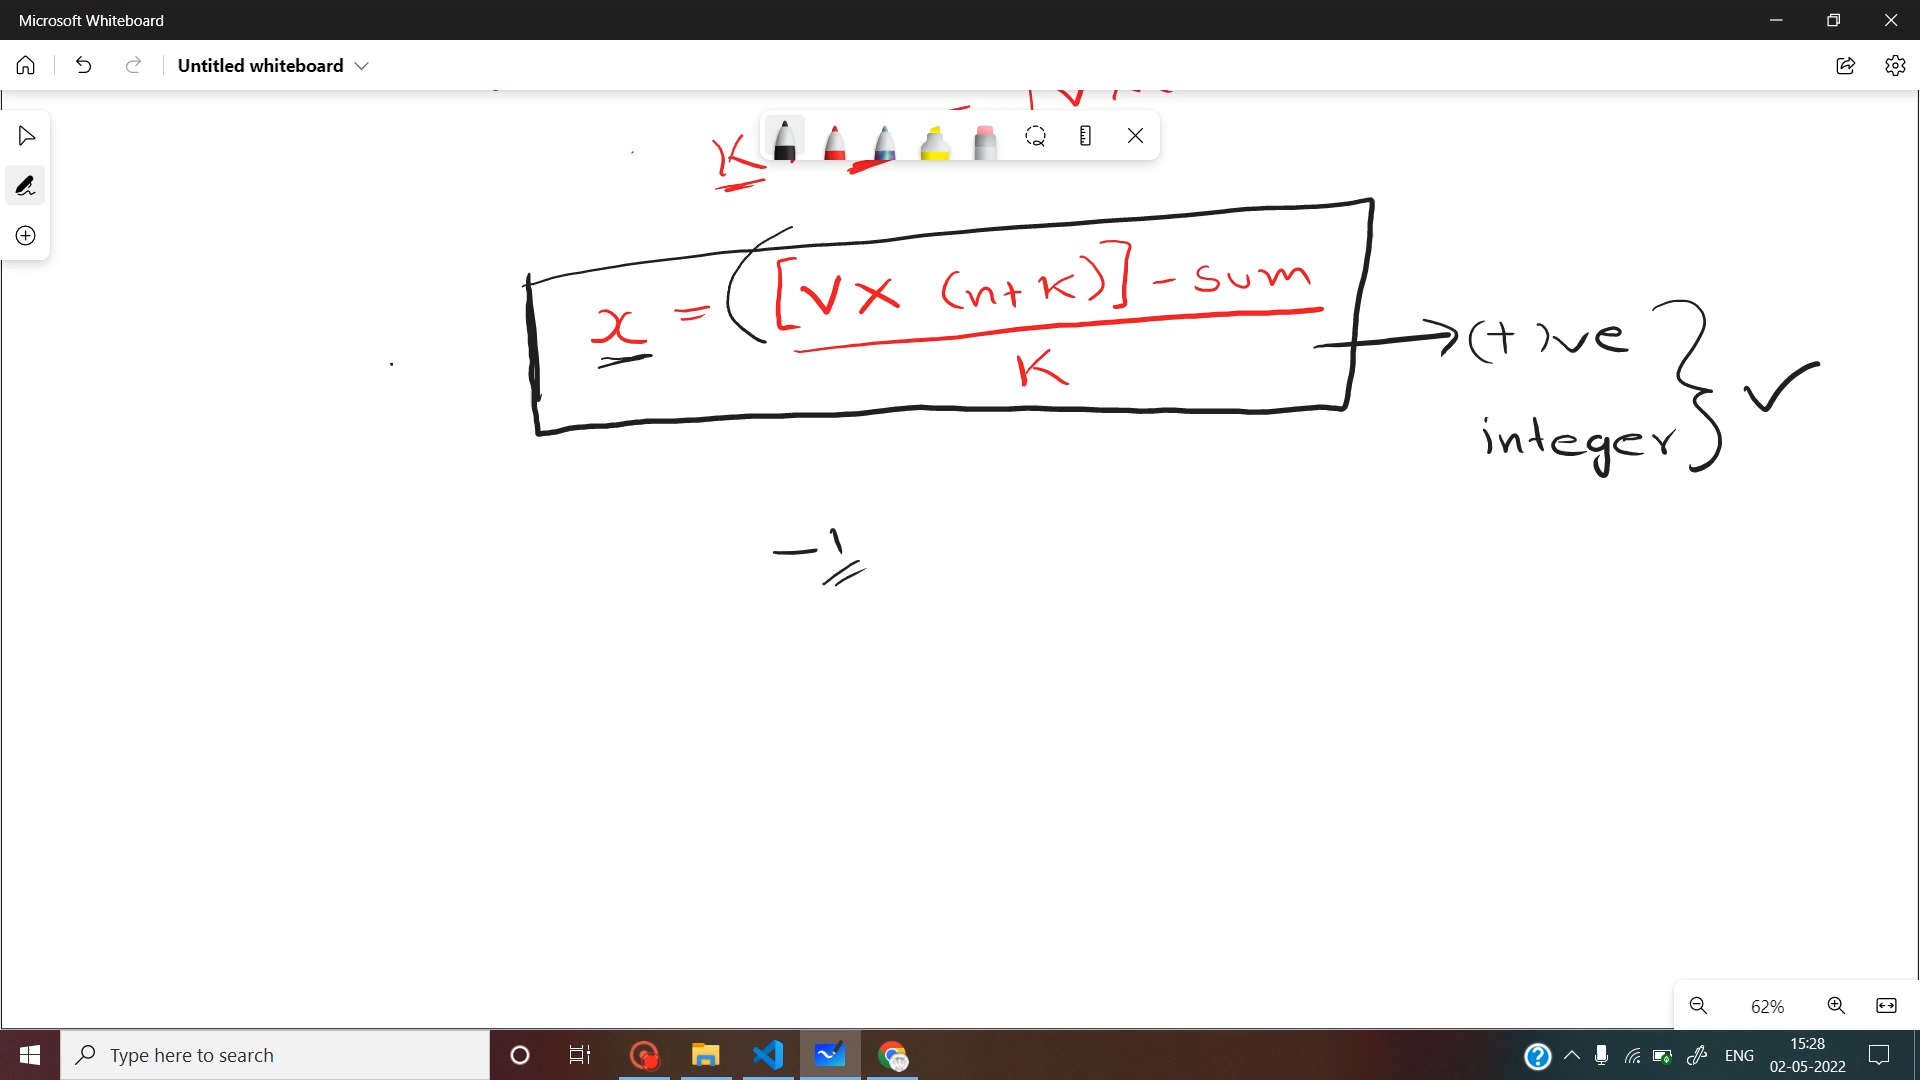 Microsoft Whiteboard
Untitled whiteboard
K
x = [V X (n+K)] - sum
K
(+)ve
integer
-1
62%
Type here to search
ENG
15:28
02-05-2022